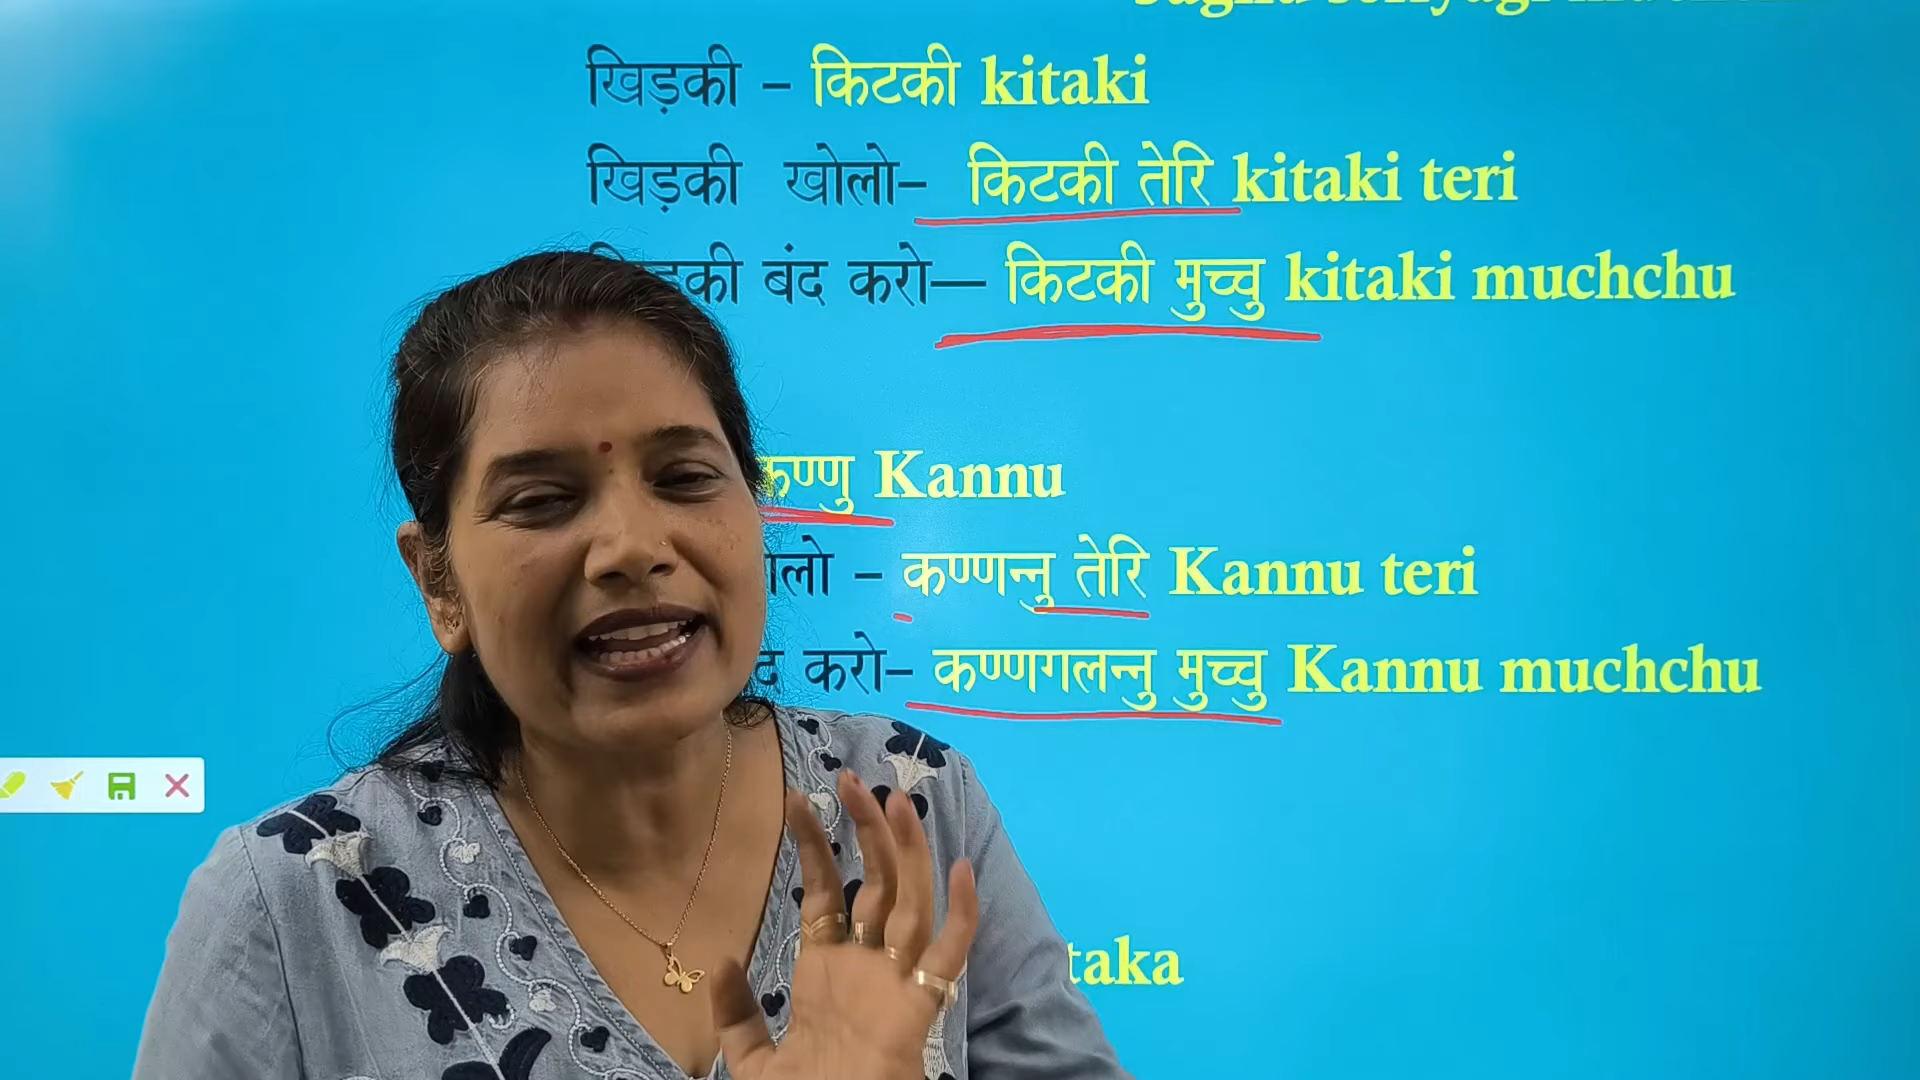 खिड़की – किटकी kitaki
खिड़की खोलो– किटकी तेरि kitaki teri
बंद करो— किटकी मुच्चु kitaki muchchu
कण्णु Kannu
– कण्णन्नु तेरि Kannu teri
करो– कण्णगलन्नु मुच्चु Kannu muchchu